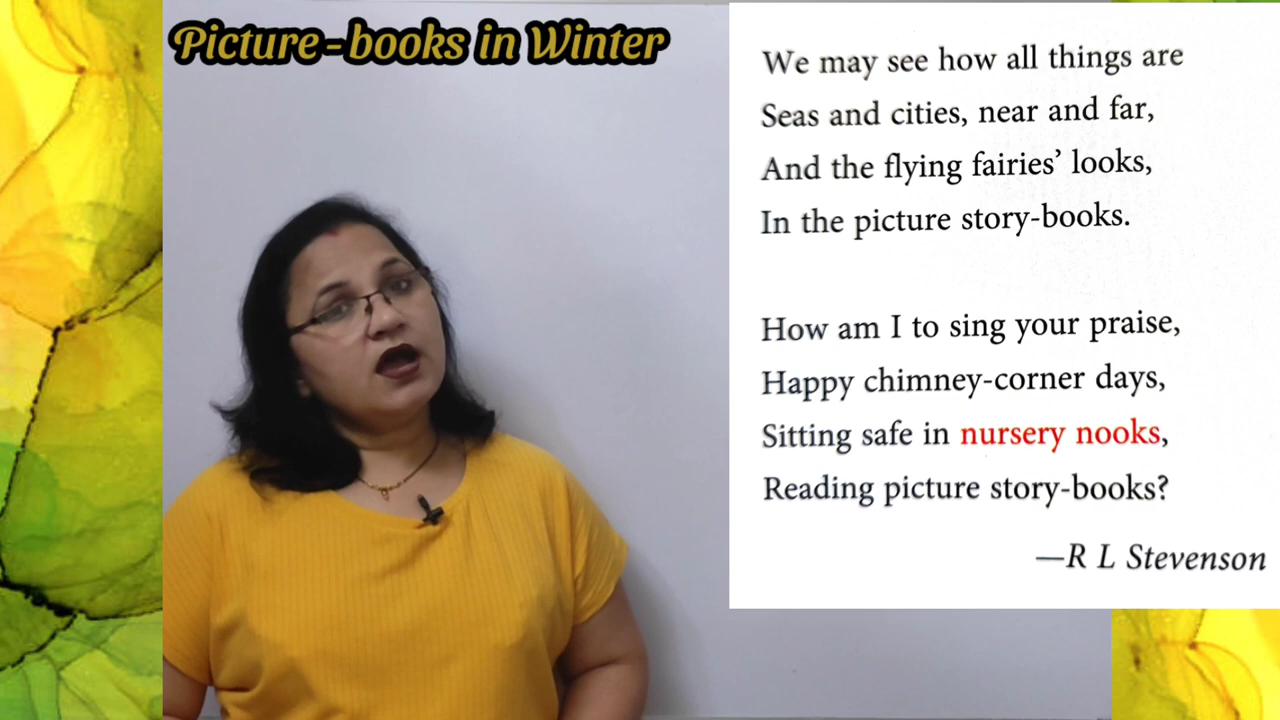 Picture-books in Winter
We may see how all things are
Seas and cities, near and far,
And the flying fairies’ looks,
In the picture story-books.
How am I to sing your praise,
Happy chimney-corner days,
Sitting safe in nursery nooks,
Reading picture story-books?
—R L Stevenson